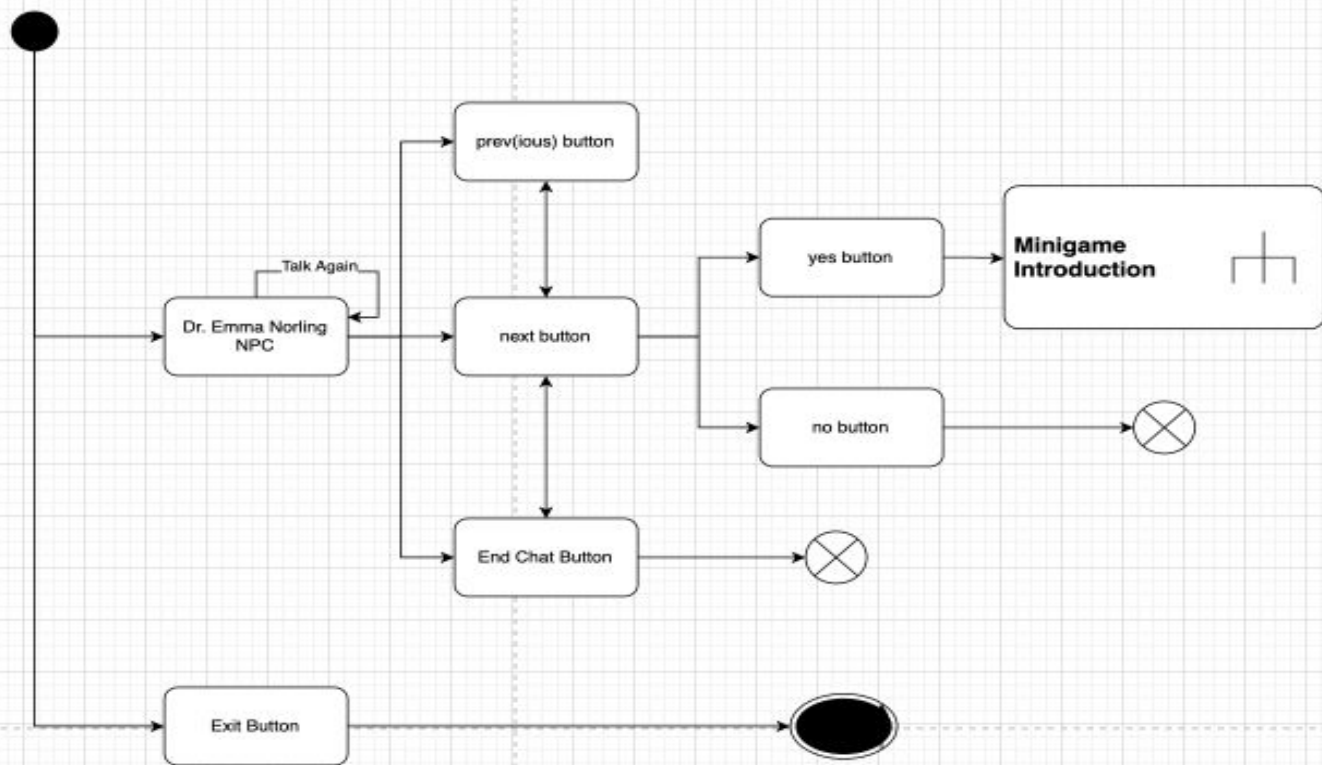 prev(ious) button
yes button
Minigame
Introduction
Talk Again
Dr. Emma Norling
NPC
next button
no button
End Chat Button
Exit Button